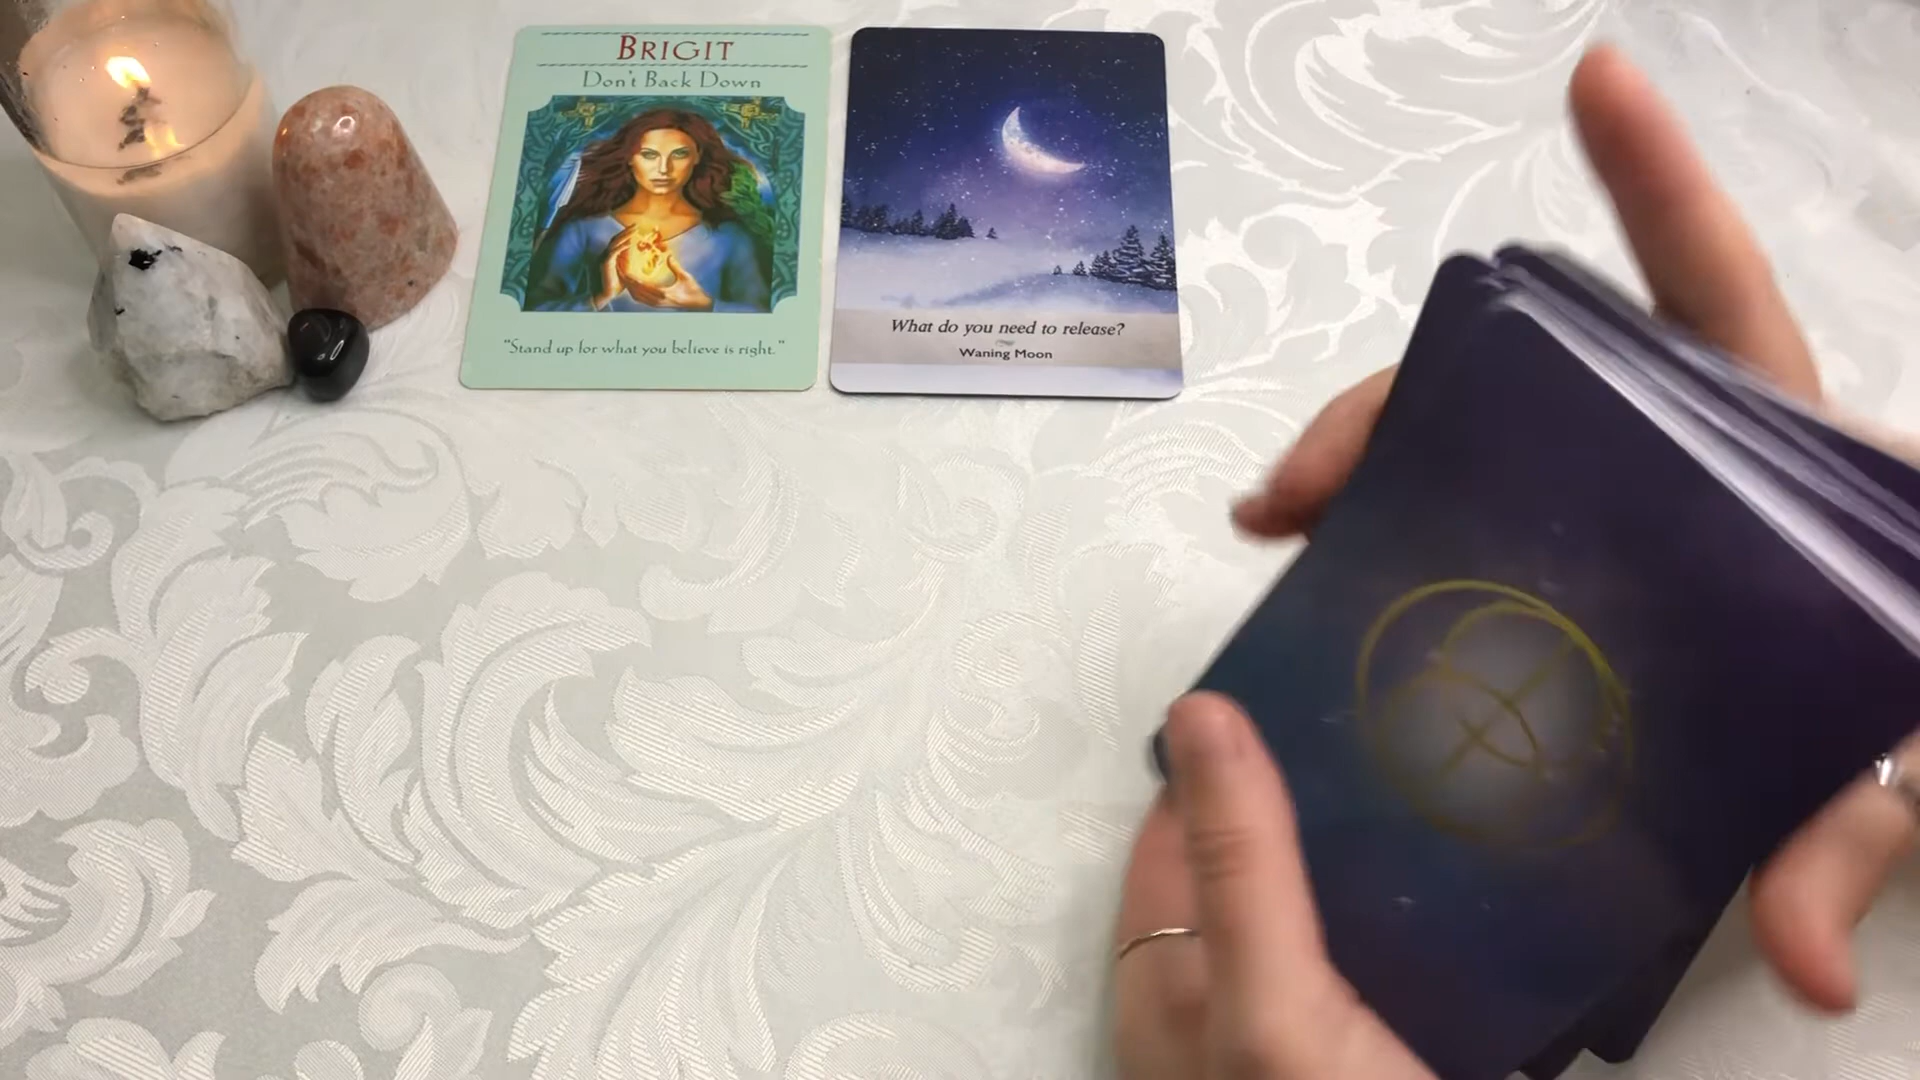 BRIGIT
Don't Back Down
"Stand up for what you believe is right."
What do you need to release?
Waning Moon